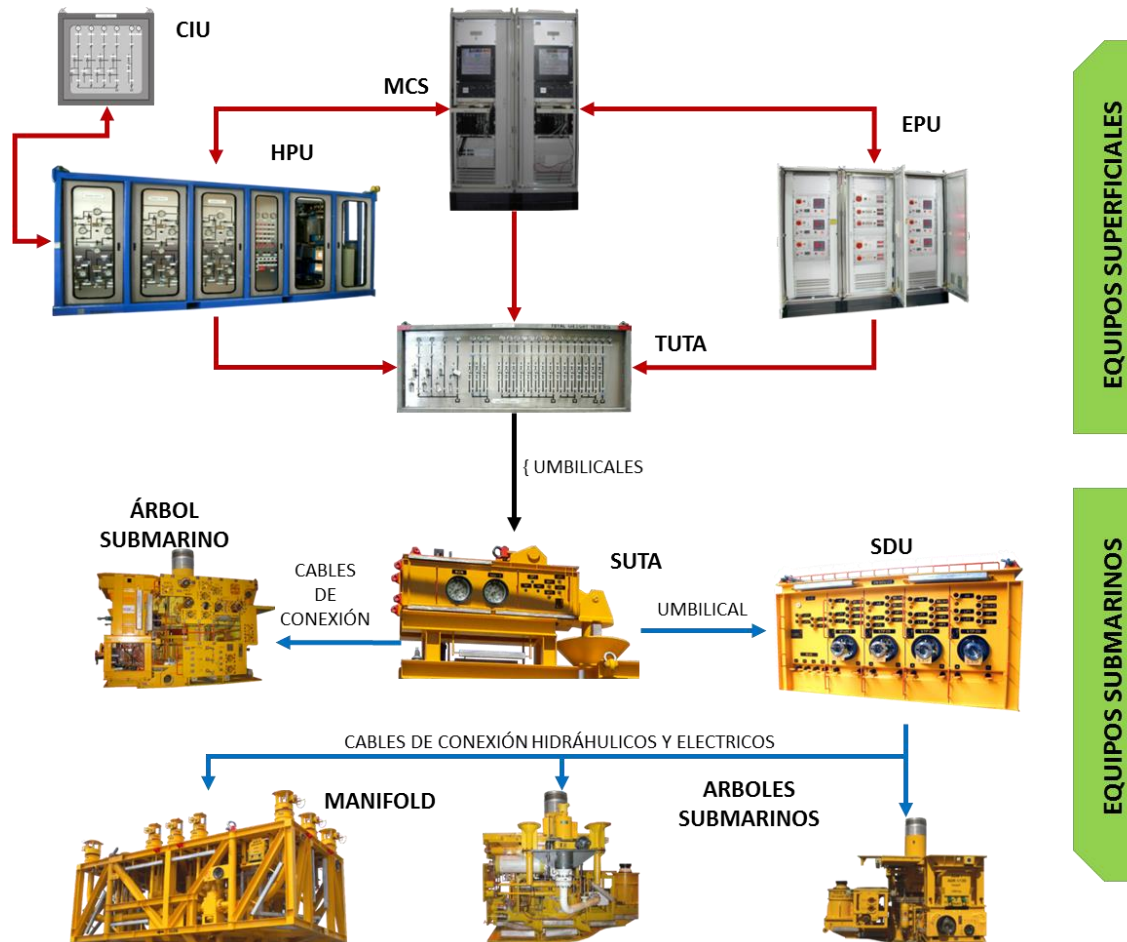 CIU
MCS
EPU
HPU
EQUIPOS SUPERFICIALES
TUTA
{ UMBILICALES
ÁRBOL
SUBMARINO
SUTA
SDU
CABLES
DE
CONEXIÓN
UMBILICAL
EQUIPOS SUBMARINOS
CABLES DE CONEXIÓN HIDRÁHULICOS Y ELECTRICOS
MANIFOLD
ARBOLES
SUBMARINOS